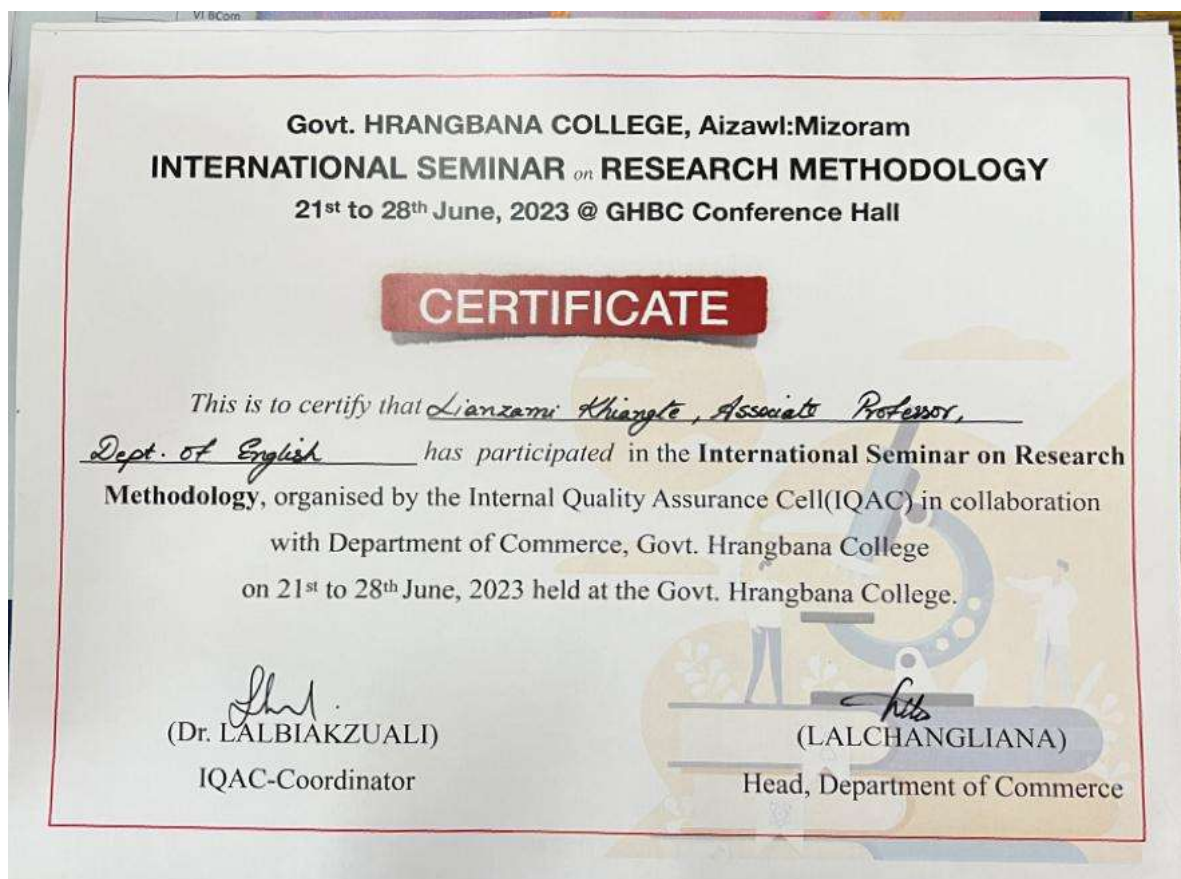 VI BCom
Govt. HRANGBANA COLLEGE, Aizawl:Mizoram
INTERNATIONAL SEMINAR on RESEARCH METHODOLOGY
21st to 28th June, 2023 @ GHBC Conference Hall
CERTIFICATE
This is to certify that Lianzami Khiangte, Associate Professor,
Dept. of English has participated in the International Seminar on Research
Methodology, organised by the Internal Quality Assurance Cell(IQAC) in collaboration
with Department of Commerce, Govt. Hrangbana College
on 21st to 28th June, 2023 held at the Govt. Hrangbana College.
(Dr. LALBIAKZUALI) (LALCHANGLIANA)
IQAC-Coordinator Head, Department of Commerce